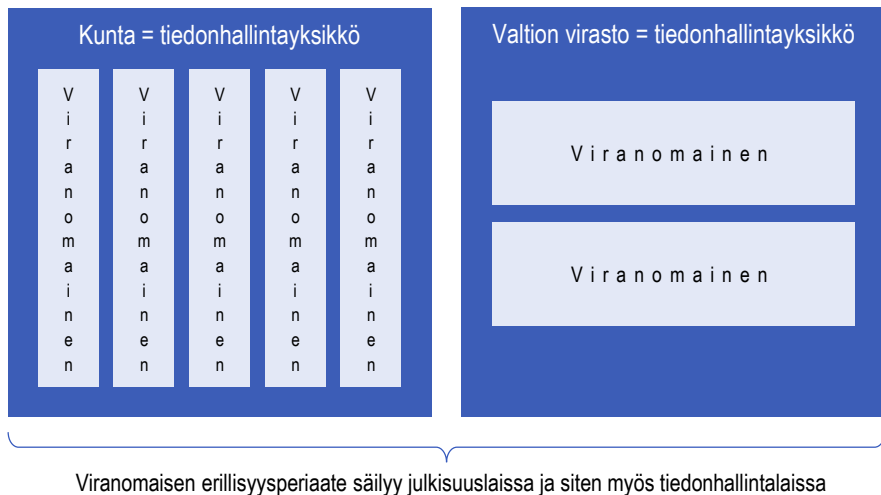 Kunta = tiedonhallintayksikkö
Viranomainen
Viranomainen
Viranomainen
Viranomainen
Viranomainen
Valtion virasto = tiedonhallintayksikkö
Viranomainen
Viranomainen
Viranomaisen erillisyysperiaate säilyy julkisuuslaissa ja siten myös tiedonhallintalaissa